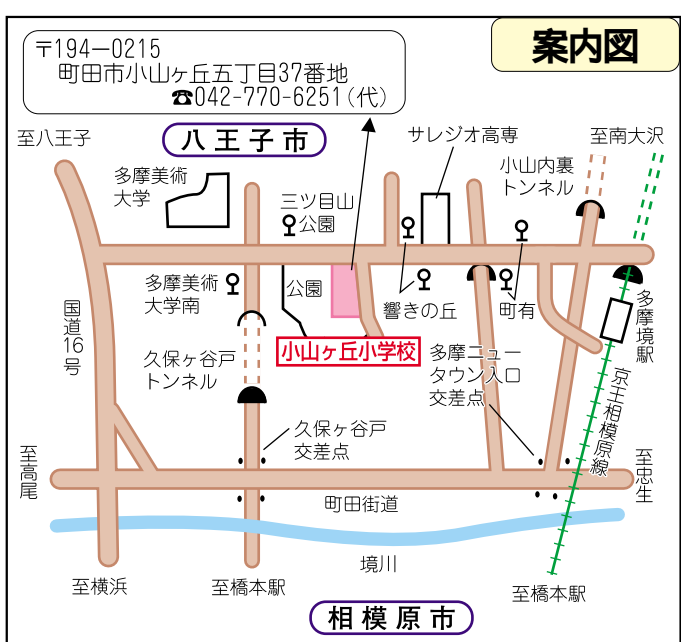 案内図
〒194−0215
町田市小山ヶ丘五丁目37番地
☎042-770-6251(代)
至八王子
八王子市
サレジオ高専
至南大沢
多摩美術
大学
三ツ目山
公園
小山内裏
トンネル
多摩美術
大学南
公園
響きの丘
町有
国道16号
多摩境駅
久保ヶ谷戸
トンネル
小山ヶ丘小学校
多摩ニュー
タウン入口
交差点
京王相模原線
久保ヶ谷戸
交差点
至高尾
至忠生
町田街道
境川
至横浜
至橋本駅
至橋本駅
相模原市